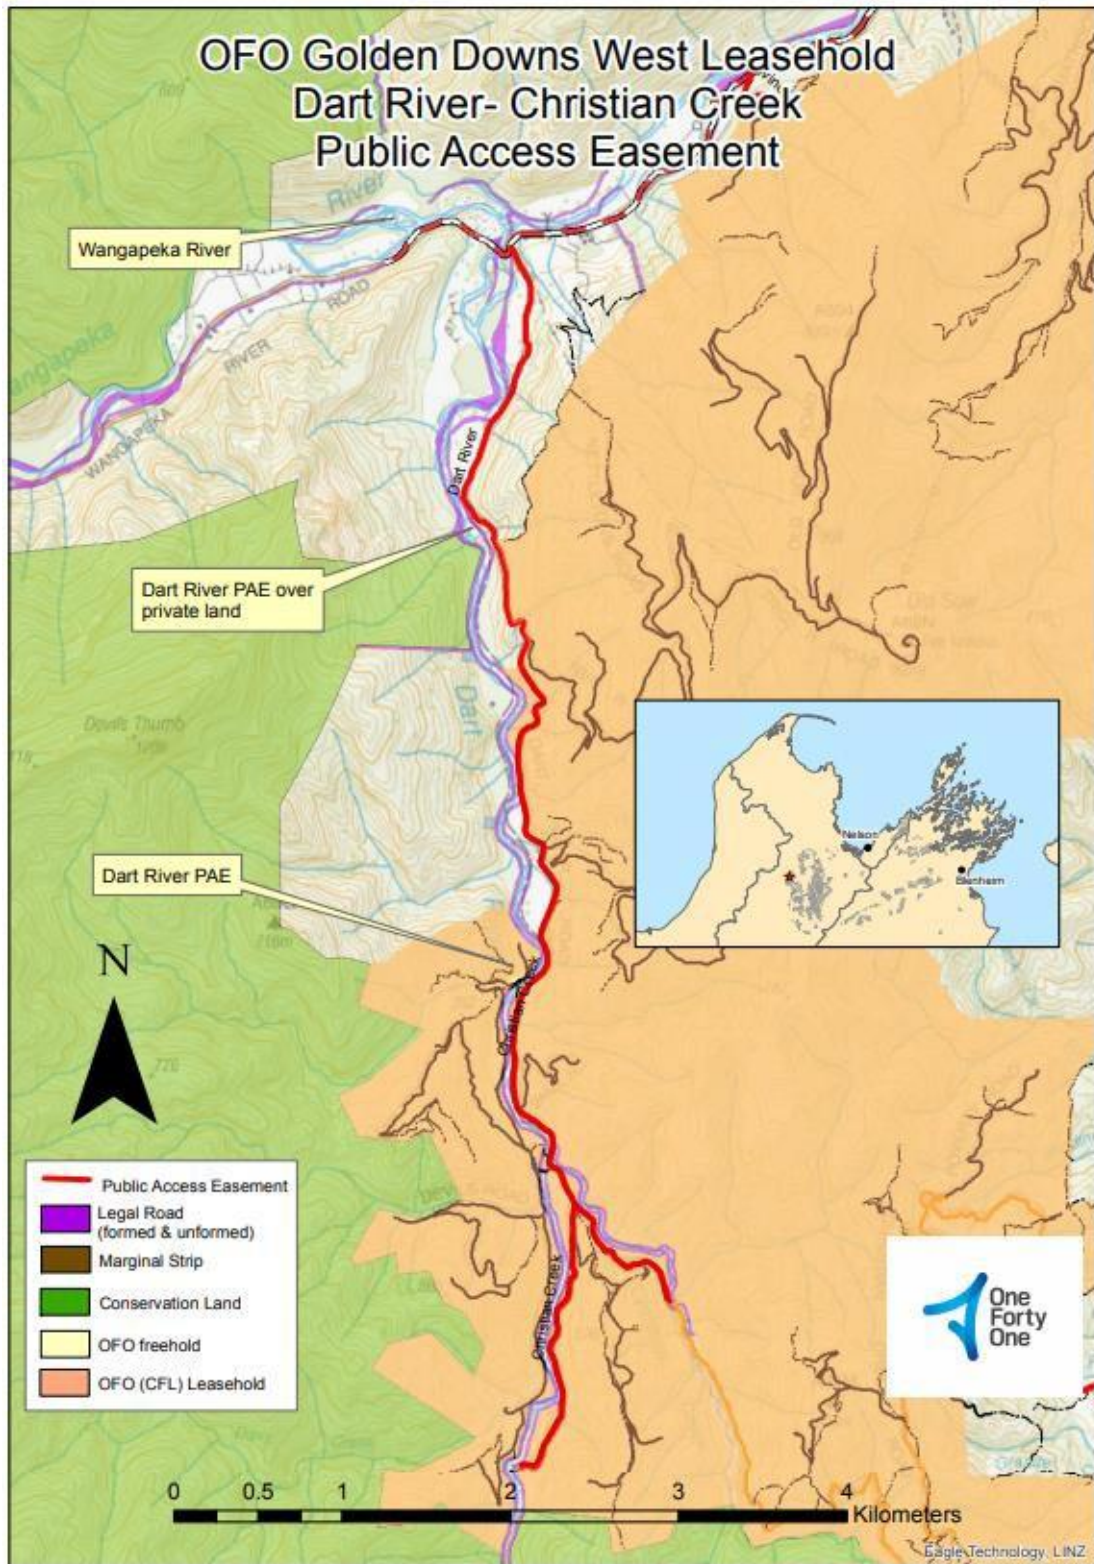 OFO Golden Downs West Leasehold
Dart River- Christian Creek
Public Access Easement
River
Wangapeka River
ROAD
RIVER
WANGAPEKA
Dart River
Dart River PAE over
private land
Dart
Devils Thumb
Nelson
Blenheim
Dart River PAE
Christian Creek
N
776
Public Access Easement
Legal Road
(formed & unformed)
Marginal Strip
Conservation Land
OFO freehold
OFO (CFL) Leasehold
Christian Creek
One
Forty
One
0 0.5 1 2 3 4
Kilometers
Eagle Technology, LINZ